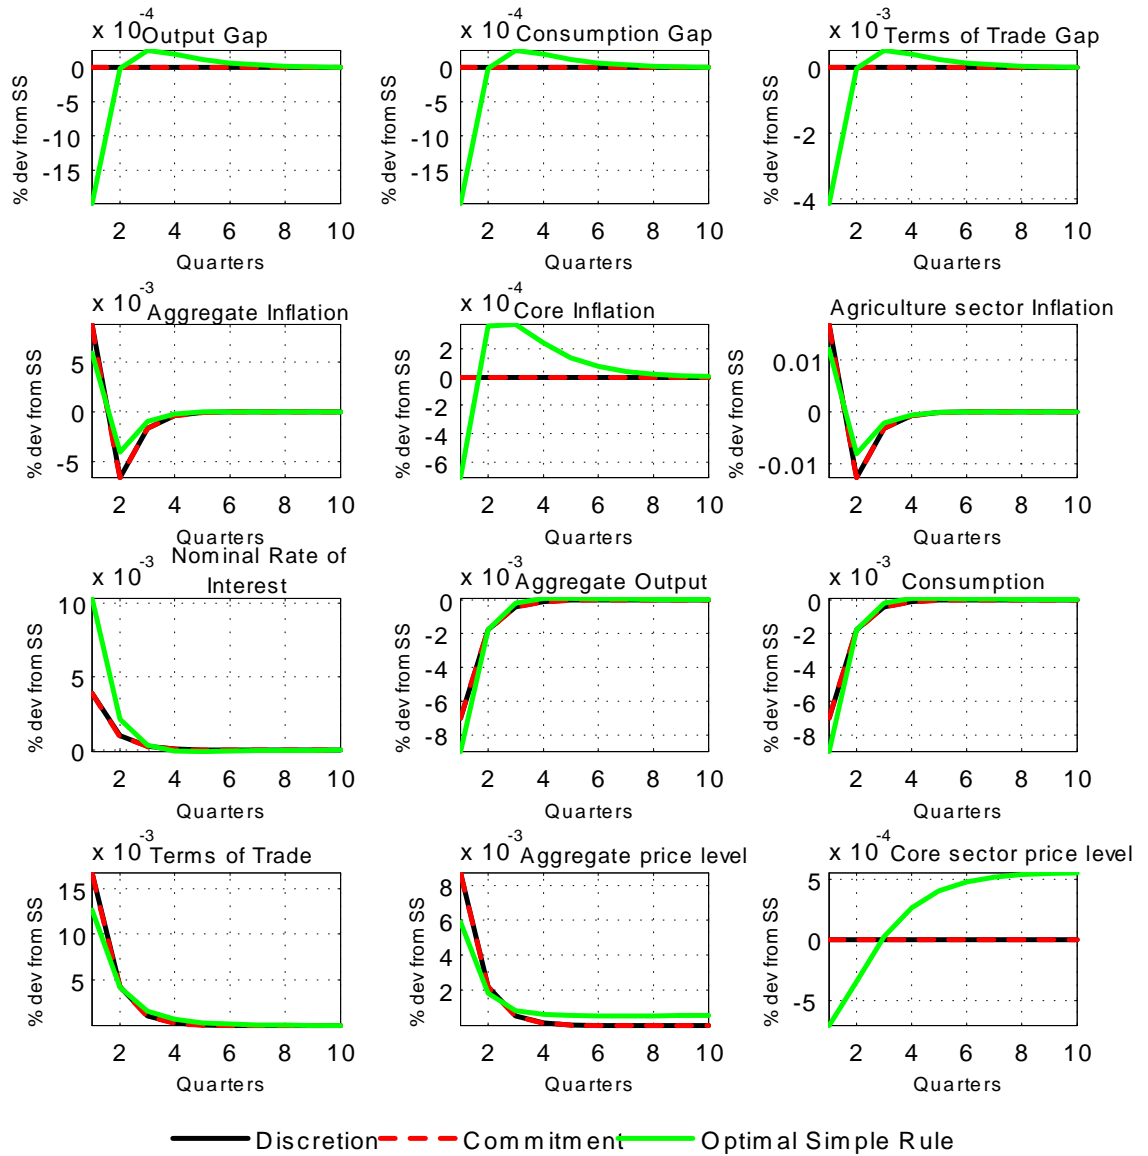 x 10^-4 Output Gap
x 10^-4 Consumption Gap
x 10^-3 Terms of Trade Gap
% dev from SS
0
-5
-10
-15
2 4 6 8 10
Quarters
% dev from SS
0
-5
-10
-15
2 4 6 8 10
Quarters
% dev from SS
0
-2
-4
2 4 6 8 10
Quarters
x 10^-3 Aggregate Inflation
x 10^-4 Core Inflation
Agriculture sector Inflation
% dev from SS
5
0
-5
2 4 6 8 10
Quarters
% dev from SS
2
0
-2
-4
-6
2 4 6 8 10
Quarters
% dev from SS
0.01
0
-0.01
2 4 6 8 10
Quarters
x 10^-3 Nominal Rate of
Interest
x 10^-3 Aggregate Output
x 10^-3 Consumption
% dev from SS
10
5
0
2 4 6 8 10
Quarters
% dev from SS
0
-2
-4
-6
-8
2 4 6 8 10
Quarters
% dev from SS
0
-2
-4
-6
-8
2 4 6 8 10
Quarters
x 10^-3 Terms of Trade
x 10^-3 Aggregate price level
x 10^-4 Core sector price level
% dev from SS
15
10
5
2 4 6 8 10
Quarters
% dev from SS
8
6
4
2
2 4 6 8 10
Quarters
% dev from SS
5
0
-5
2 4 6 8 10
Quarters
Discretion Commitment Optimal Simple Rule